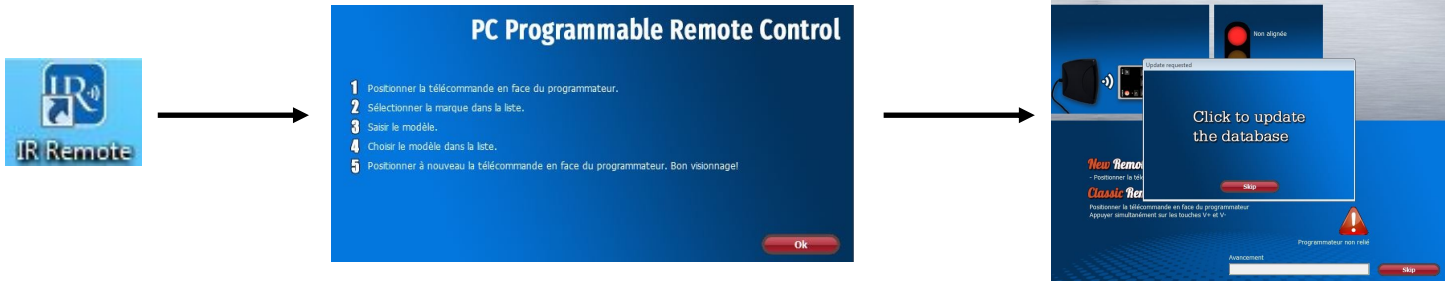 IR
IR Remote
PC Programmable Remote Control
1 Positionner la télécommande en face du programmateur.
2 Sélectionner la marque dans la liste.
3 Saisir le modèle.
4 Choisir le modèle dans la liste.
5 Positionner à nouveau la télécommande en face du programmateur. Bon visionnage!
Ok
Non alignée
Update requested
Click to update
the database
Skip
New Remo
- Positionner la télé
Classic Rem
Positionner la télécommande en face du programmateur
Appuyer simultanément sur les touches V+ et V-
Programmateur non relié
Avancement
Skip